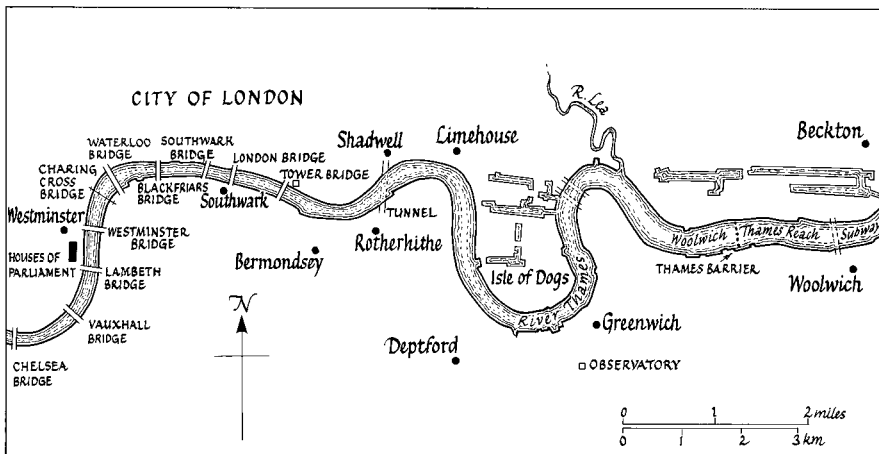 CITY OF LONDON
R. Lea
Beckton
Shadwell
Limehouse
WATERLOO
BRIDGE
SOUTHWARK
BRIDGE
LONDON BRIDGE
TOWER BRIDGE
CHARING
CROSS
BRIDGE
BLACKFRIARS
BRIDGE
Southwark
TUNNEL
Westminster
WESTMINSTER
BRIDGE
Rotherhithe
Bermondsey
HOUSES OF
PARLIAMENT
LAMBETH
BRIDGE
Isle of Dogs
River Thames
Woolwich
Thames Reach
Subway
THAMES BARRIER
Woolwich
VAUXHALL
BRIDGE
N
Greenwich
Deptford
OBSERVATORY
CHELSEA
BRIDGE
0 1 2 miles
0 1 2 3 km